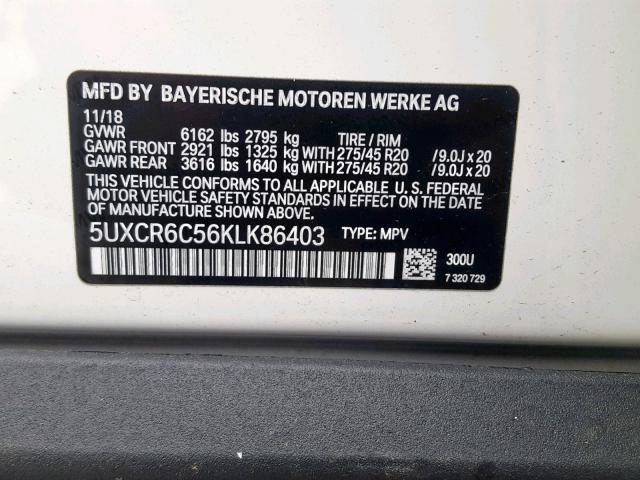 MFD BY BAYERISCHE MOTOREN WERKE AG
11/18
GVWR 6162 lbs 2795 kg TIRE / RIM
GAWR FRONT 2921 lbs 1325 kg WITH 275/45 R20 /9.0J x 20
GAWR REAR 3616 lbs 1640 kg WITH 275/45 R20 /9.0J x 20
THIS VEHICLE CONFORMS TO ALL APPLICABLE U. S. FEDERAL
MOTOR VEHICLE SAFETY STANDARDS IN EFFECT ON THE DATE
OF MANUFACTURE SHOWN ABOVE.
5UXCR6C56KLK86403 TYPE: MPV
300U
7 320 729